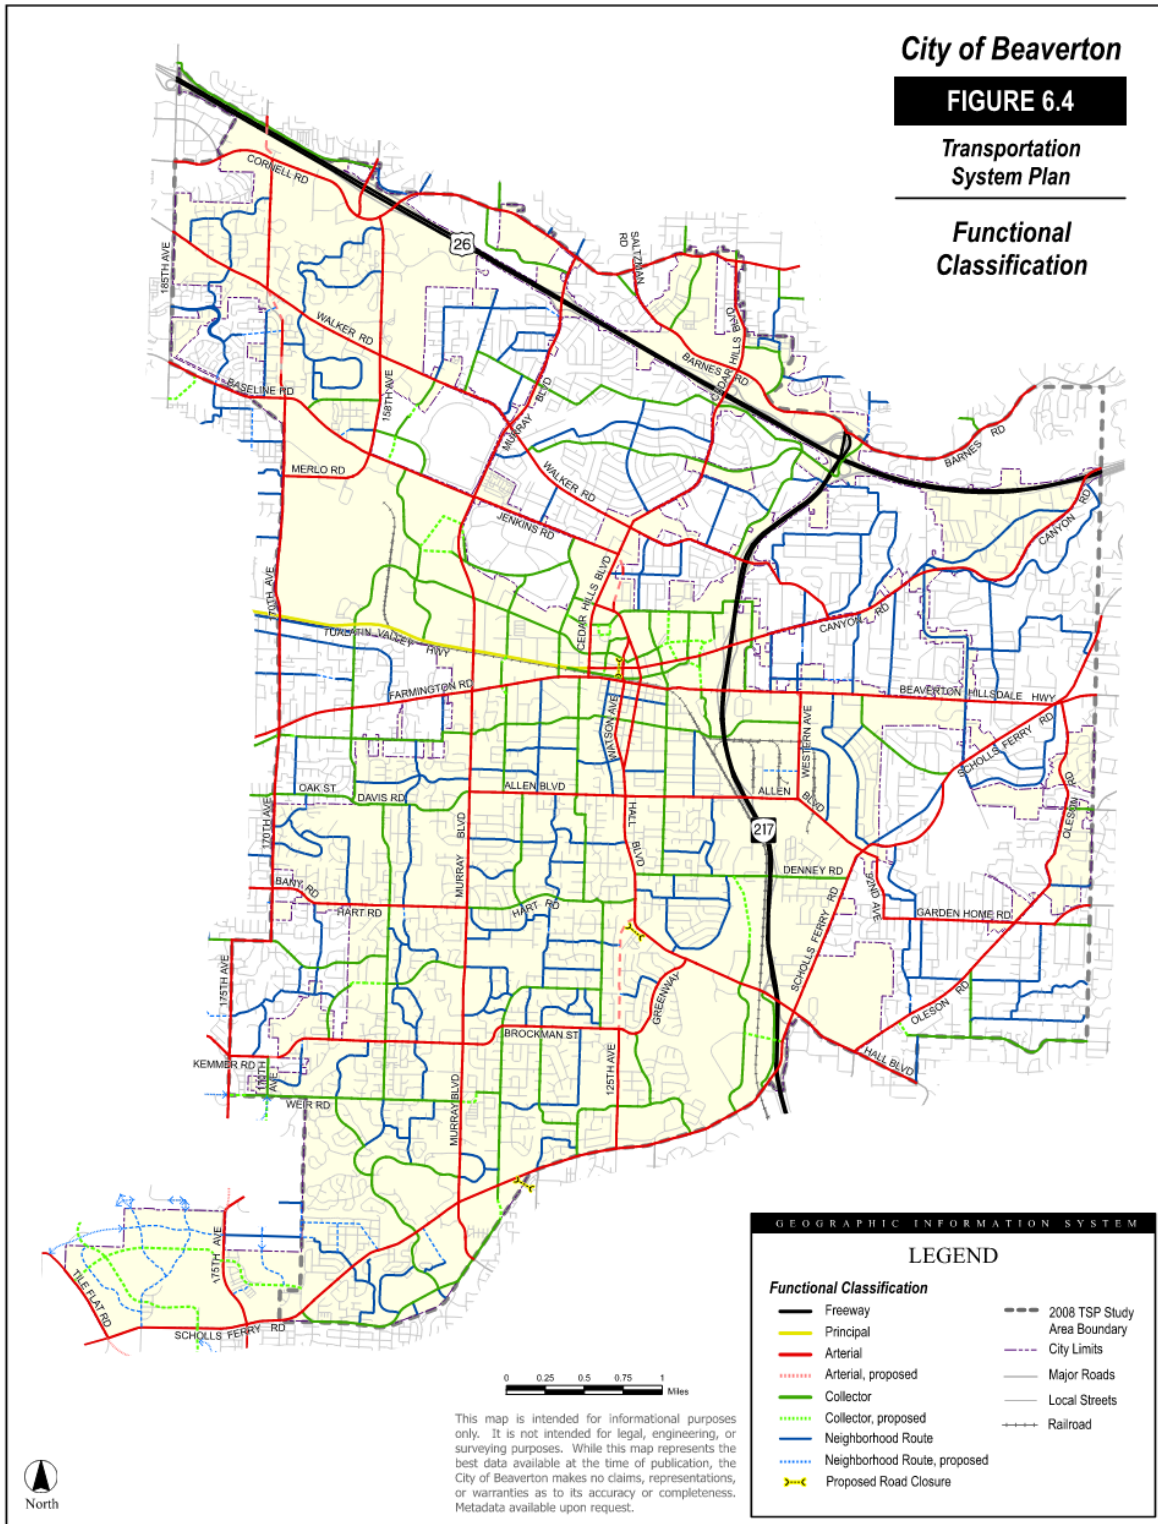 City of Beaverton
FIGURE 6.4
Transportation
System Plan
Functional
Classification
CORNELL RD
26
SALTZMAN
RD
185TH AVE
WALKER RD
CEDAR HILLS BLVD
BARNES RD
BASELINE RD
158TH AVE
MURRAY BLVD
BARNES RD
MERLO RD
WALKER RD
JENKINS RD
CANYON RD
170TH AVE
CEDAR HILLS BLVD
TUALATIN VALLEY HWY
CANYON RD
FARMINGTON RD
BEAVERTON HILLSDALE HWY
WATSON AVE
WESTERN AVE
SCHOLLS FERRY RD
OAK ST
DAVIS RD
ALLEN BLVD
ALLEN BLVD
OLESON RD
170TH AVE
MURRAY BLVD
HALL BLVD
217
BANY RD
HART RD
HART RD
DENNEY RD
92ND AVE
GARDEN HOME RD
SCHOLLS FERRY RD
175TH AVE
GREENWAY
OLESON RD
BROCKMAN ST
KEMMER RD
170TH
AVE
WEIR RD
MURRAY BLVD
125TH AVE
HALL BLVD
175TH AVE
TILE FLAT RD
SCHOLLS FERRY RD
GEOGRAPHIC INFORMATION SYSTEM
LEGEND
Functional Classification
Freeway
Principal
Arterial
Arterial, proposed
Collector
Collector, proposed
Neighborhood Route
Neighborhood Route, proposed
Proposed Road Closure
2008 TSP Study
Area Boundary
City Limits
Major Roads
Local Streets
Railroad
0 0.25 0.5 0.75 1
Miles
This map is intended for informational purposes
only. It is not intended for legal, engineering, or
surveying purposes. While this map represents the
best data available at the time of publication, the
City of Beaverton makes no claims, representations,
or warranties as to its accuracy or completeness.
Metadata available upon request.
North